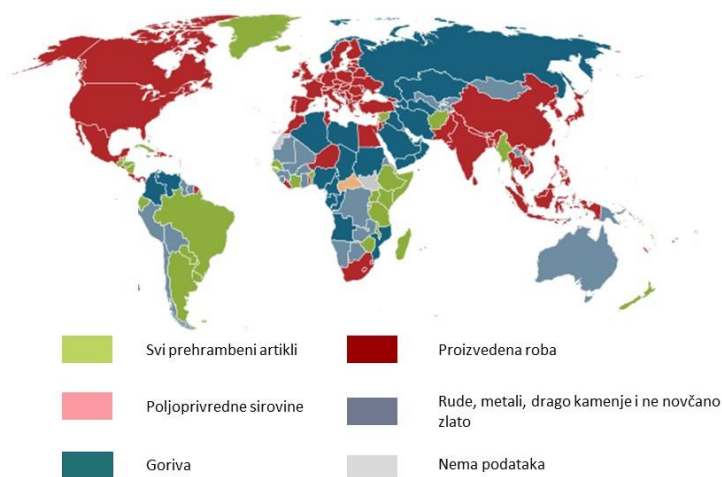 Svi prehrambeni artikli
Proizvedena roba
Poljoprivredne sirovine
Rude, metali, drago kamenje i ne novčano
zlato
Goriva
Nema podataka